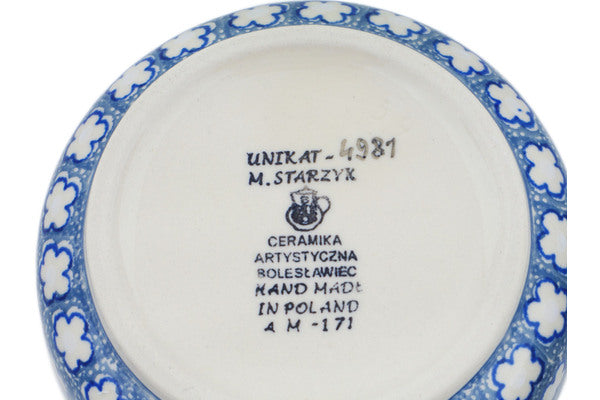 UNIKAT - 4981
M. STARZYK
CERAMIKA
ARTYSTYCZNA
BOLESŁAWIEC
HAND MADE
IN POLAND
A M -171